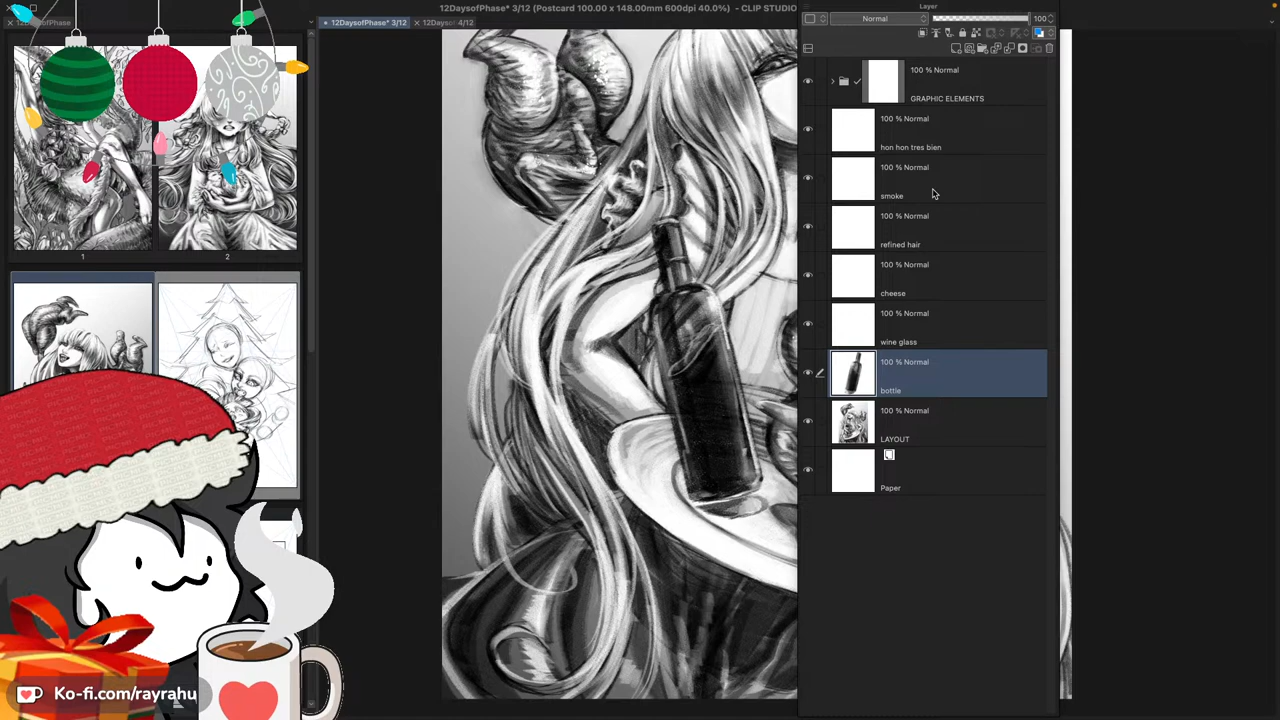 12DaysofPhase* 3/12 (Postcard 100.00 x 148.00mm 600dpi 40.0%) - CLIP STUDIO
Layer
12DaysofPhase
12DaysofPhase* 3/12
4/12
Normal
100
100 % Normal
GRAPHIC ELEMENTS
100 % Normal
hon hon tres bien
100 % Normal
smoke
100 % Normal
refined hair
100 % Normal
cheese
100 % Normal
wine glass
100 % Normal
bottle
100 % Normal
LAYOUT
Paper
1
2
Ko-fi.com/rayrahu